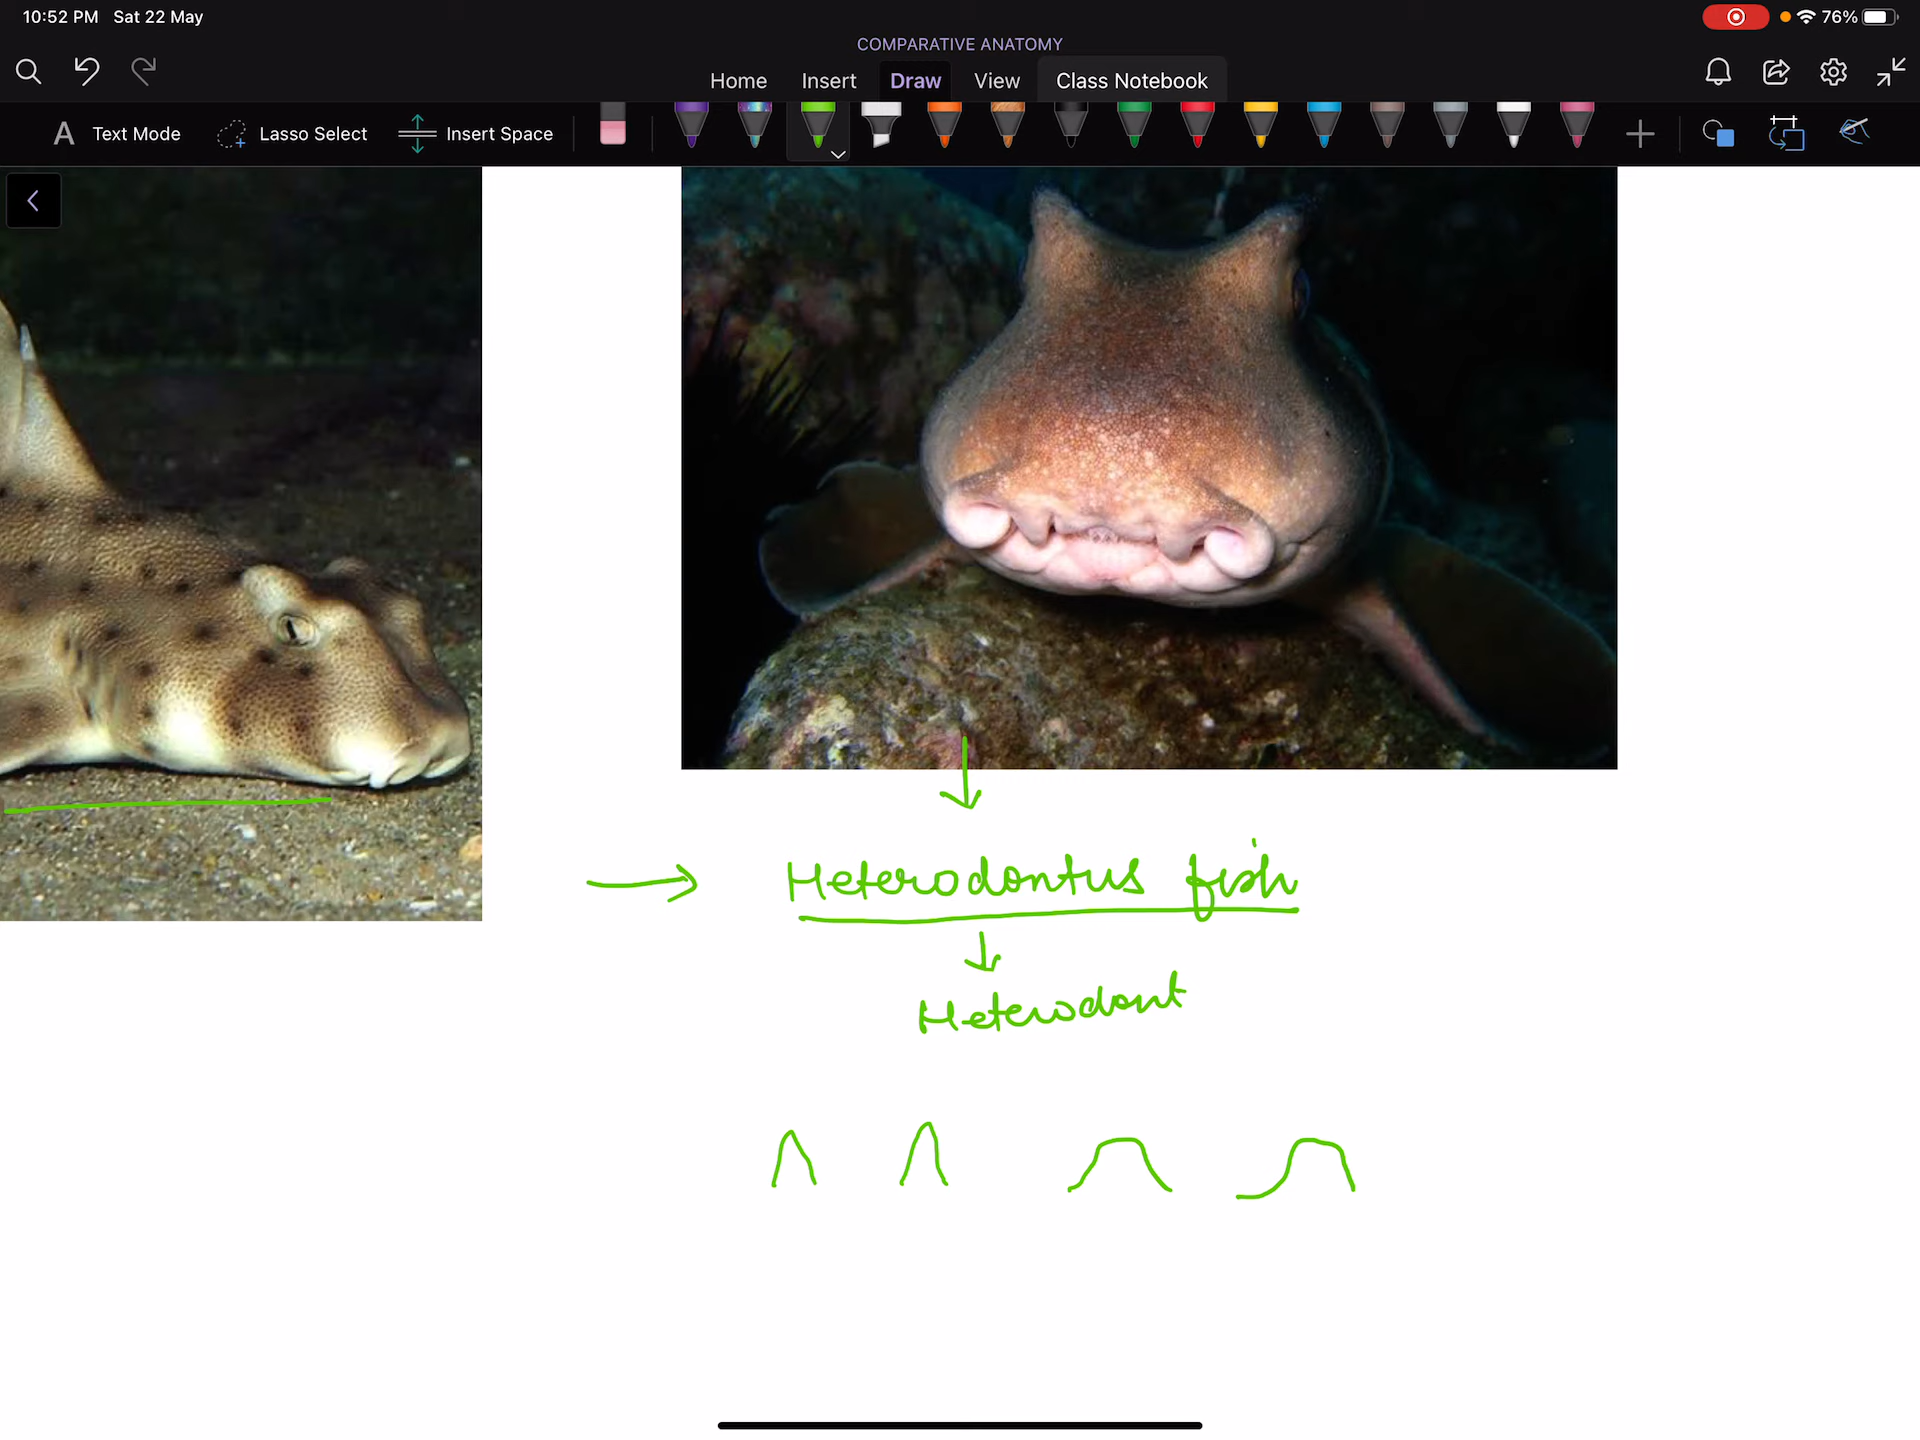 10:52 PM Sat 22 May 76%
COMPARATIVE ANATOMY
Home Insert Draw View Class Notebook
A Text Mode Lasso Select Insert Space
Heterodontus fish
Heterodont